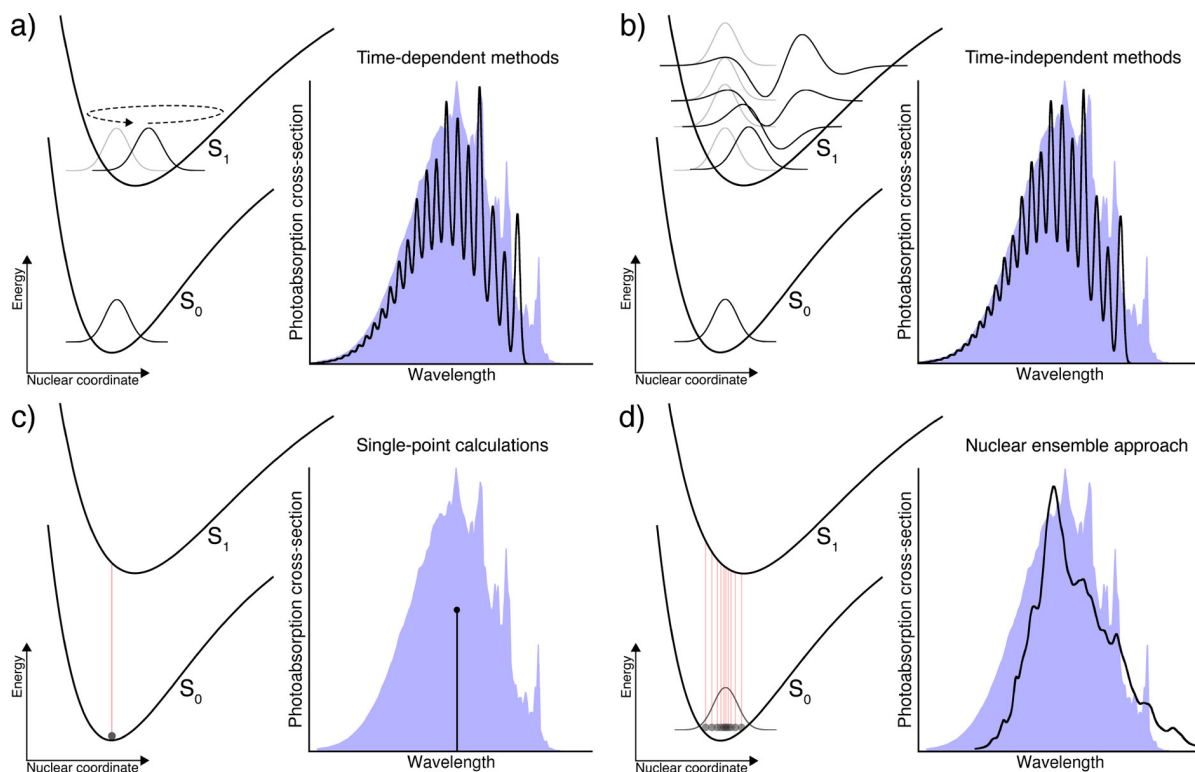 a)
Time-dependent methods
S1
S0
Energy
Nuclear coordinate
Photoabsorption cross-section
Wavelength
b)
Time-independent methods
S1
S0
Energy
Nuclear coordinate
Photoabsorption cross-section
Wavelength
c)
Single-point calculations
S1
S0
Energy
Nuclear coordinate
Photoabsorption cross-section
Wavelength
d)
Nuclear ensemble approach
S1
S0
Energy
Nuclear coordinate
Photoabsorption cross-section
Wavelength